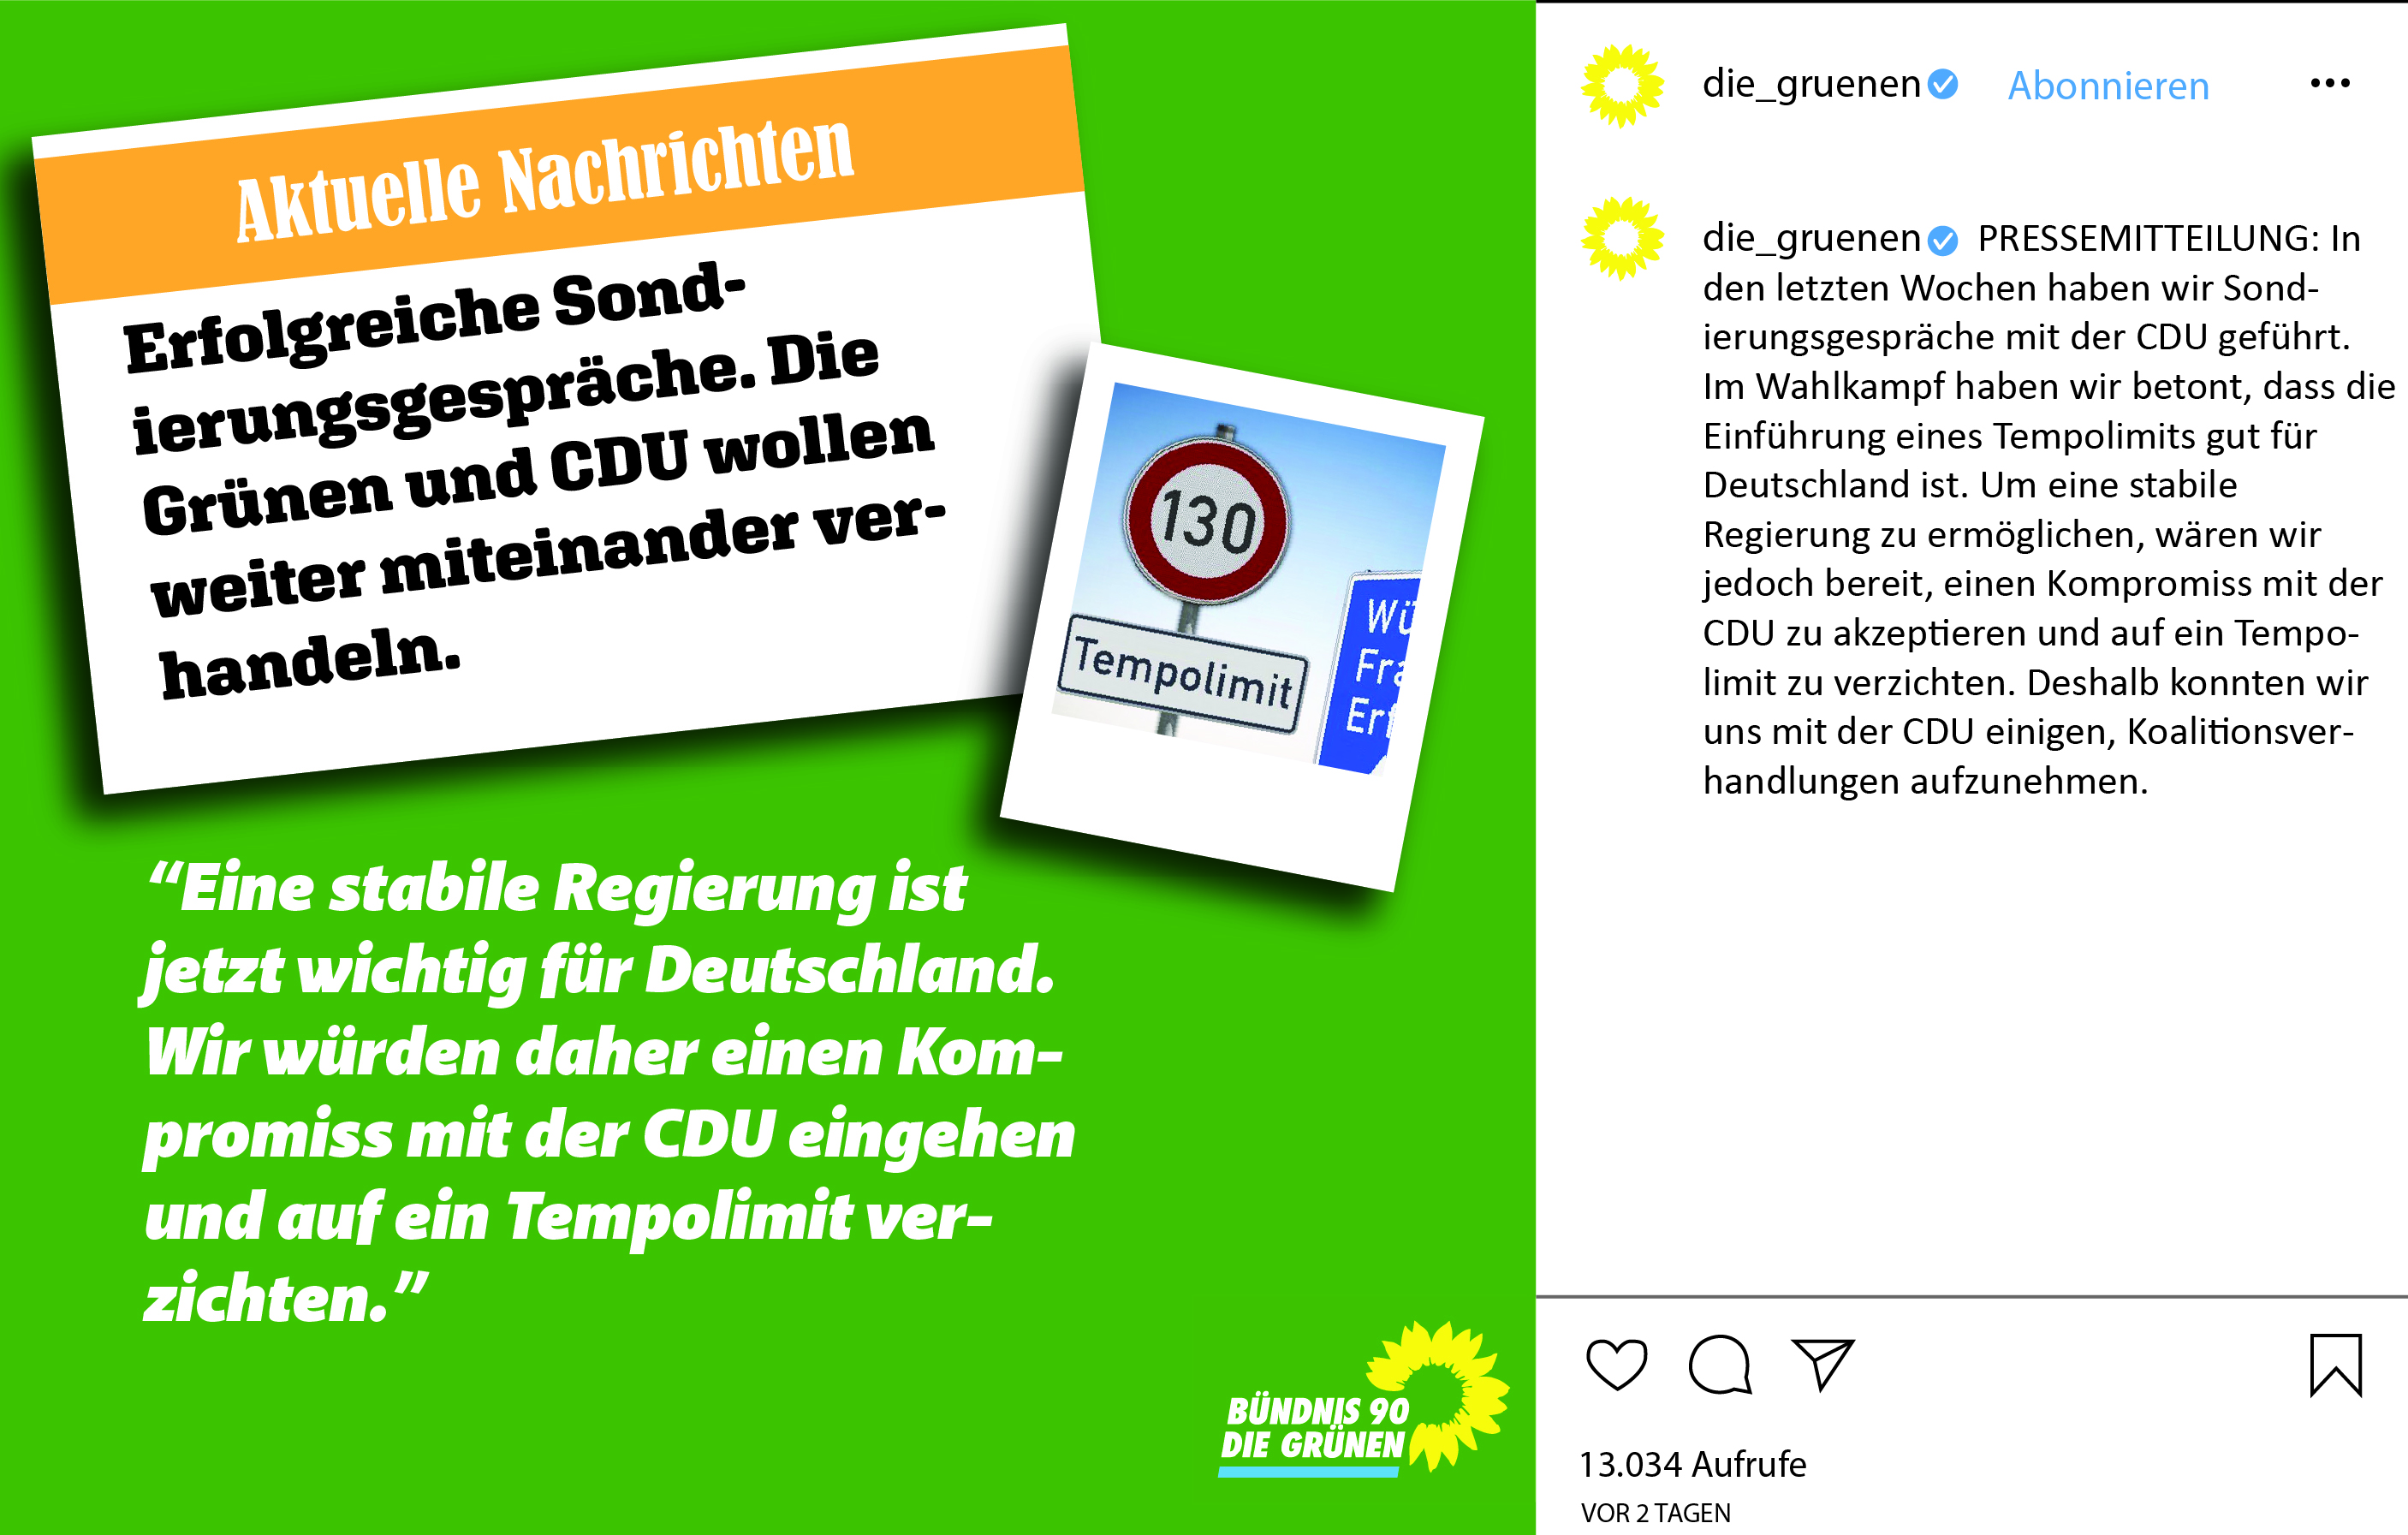 Aktuelle Nachrichten
Erfolgreiche Sond-
ierungsgespräche. Die
Grünen und CDU wollen
weiter miteinander ver-
handeln.
130
Tempolimit
Wü
Fra
Erf
“Eine stabile Regierung ist
jetzt wichtig für Deutschland.
Wir würden daher einen Kom-
promiss mit der CDU eingehen
und auf ein Tempolimit ver-
zichten.”
BÜNDNIS 90
DIE GRÜNEN
die_gruenen Abonnieren
die_gruenen PRESSEMITTEILUNG: In
den letzten Wochen haben wir Sond-
ierungsgespräche mit der CDU geführt.
Im Wahlkampf haben wir betont, dass die
Einführung eines Tempolimits gut für
Deutschland ist. Um eine stabile
Regierung zu ermöglichen, wären wir
jedoch bereit, einen Kompromiss mit der
CDU zu akzeptieren und auf ein Tempo-
limit zu verzichten. Deshalb konnten wir
uns mit der CDU einigen, Koalitionsver-
handlungen aufzunehmen.
13.034 Aufrufe
VOR 2 TAGEN